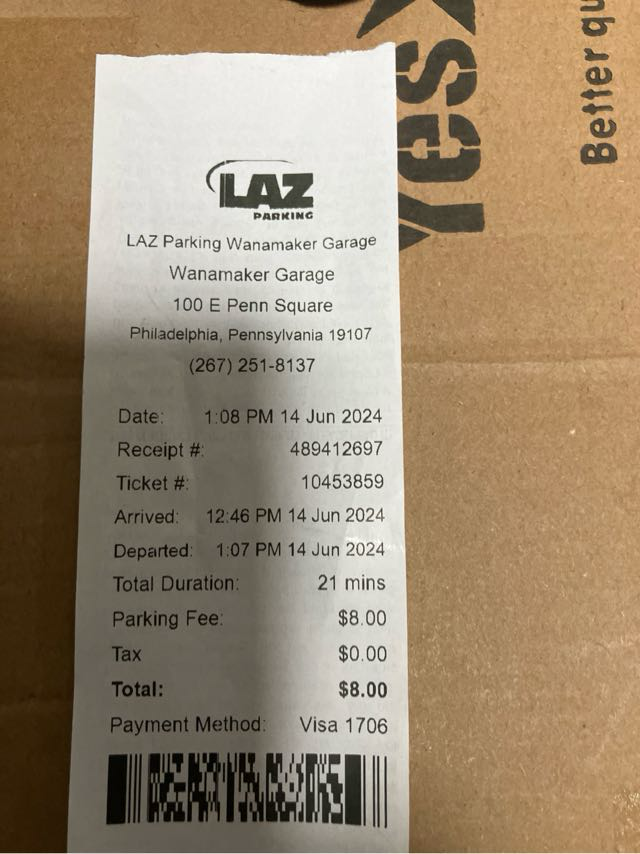 LAZ
PARKING
LAZ Parking Wanamaker Garage
Wanamaker Garage
100 E Penn Square
Philadelphia, Pennsylvania 19107
(267) 251-8137
Date: 1:08 PM 14 Jun 2024
Receipt #: 489412697
Ticket #: 10453859
Arrived: 12:46 PM 14 Jun 2024
Departed: 1:07 PM 14 Jun 2024
Total Duration: 21 mins
Parking Fee: $8.00
Tax $0.00
Total: $8.00
Payment Method: Visa 1706
Yes
Better